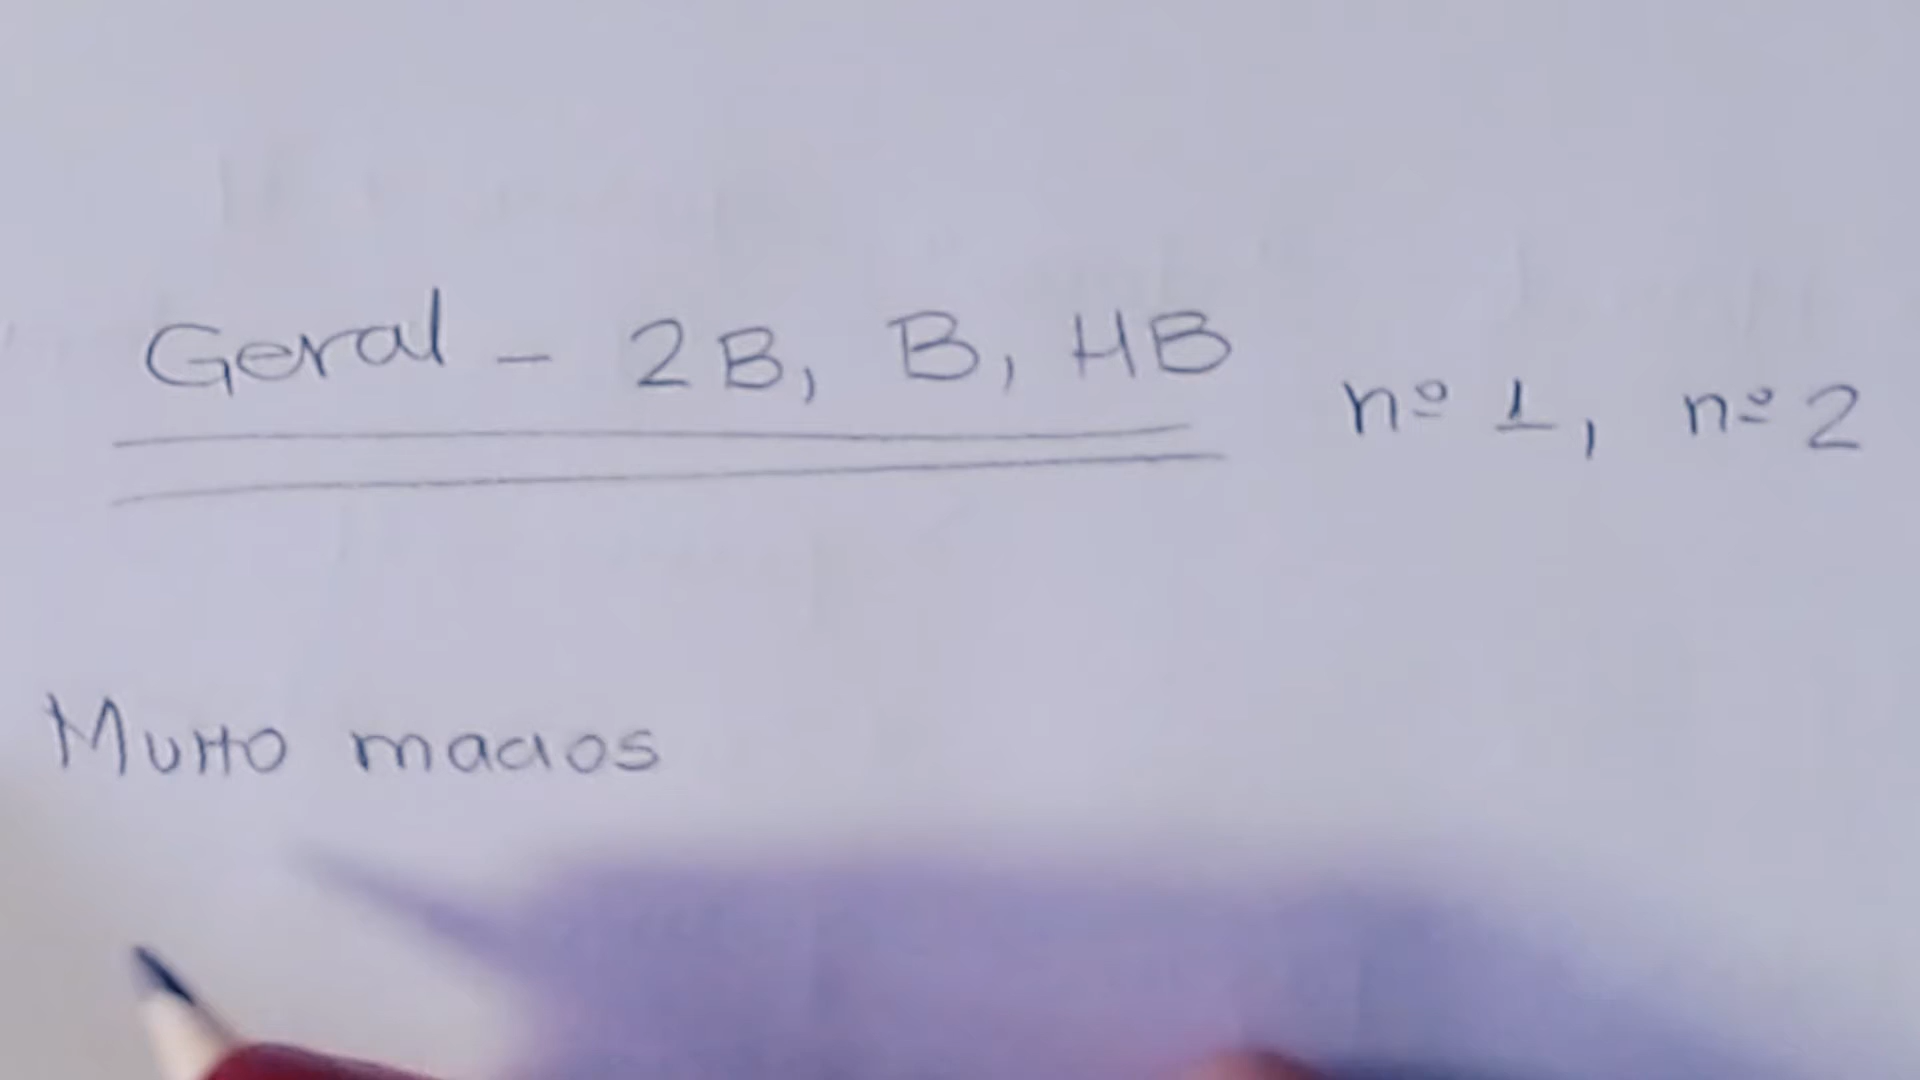 Geral - 2B, B, HB nº 1, nº 2
Muito macios